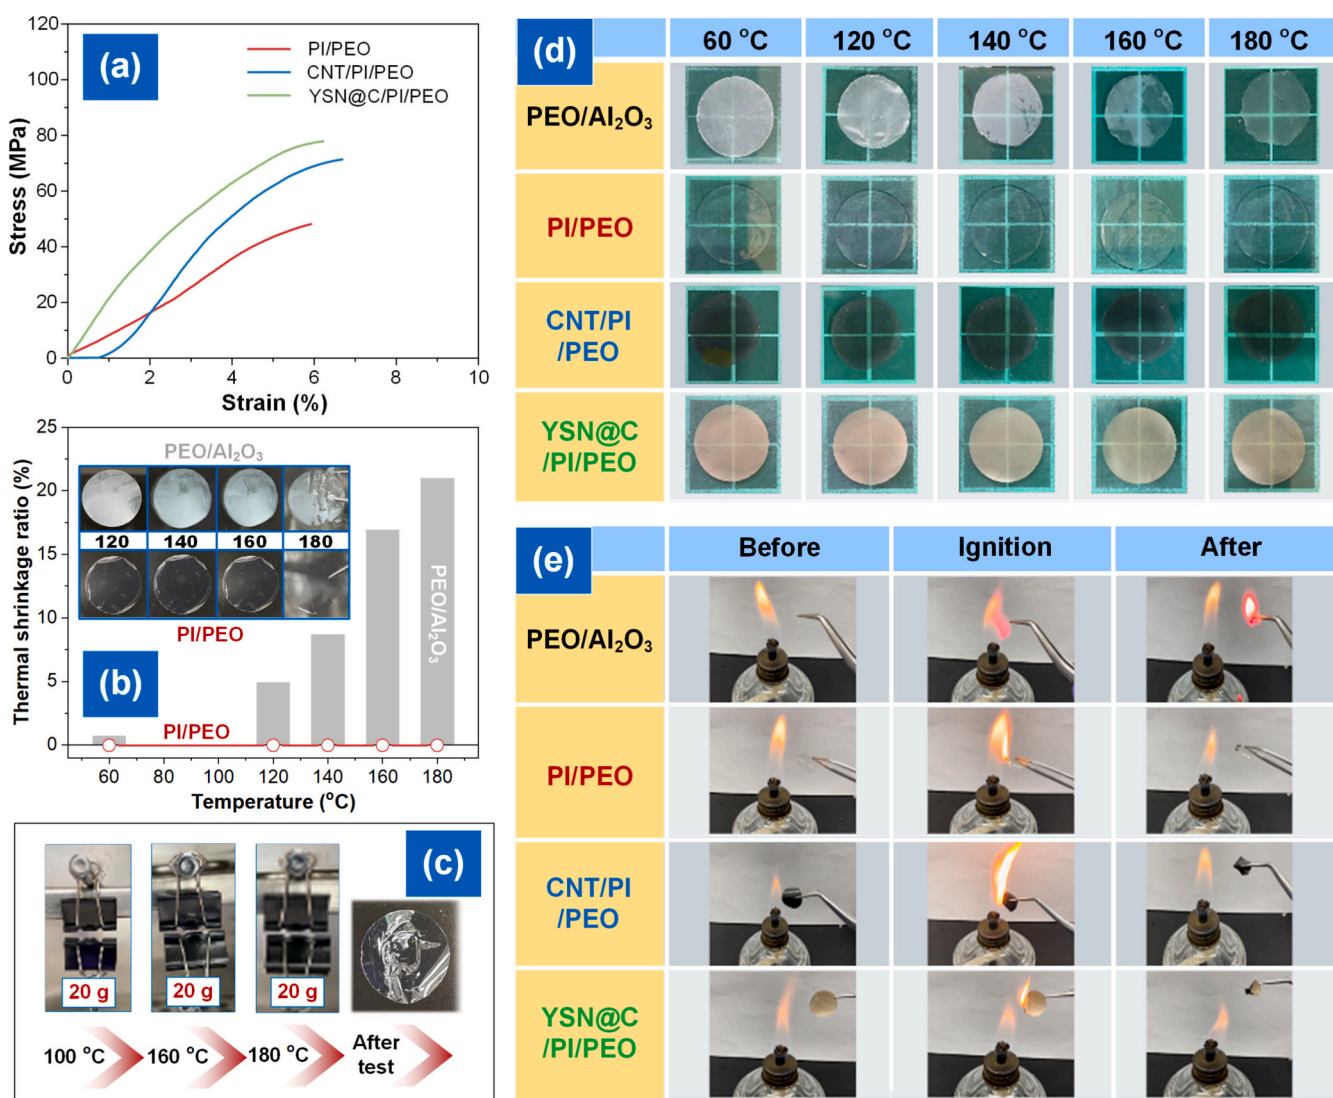 120
100
80
60
40
20
0
Stress (MPa)
(a)
PI/PEO
CNT/PI/PEO
YSN@C/PI/PEO
0 2 4 6 8 10
Strain (%)
25
20
15
10
5
0
Thermal shrinkage ratio (%)
PEO/Al₂O₃
120 140 160 180
PI/PEO
(b)
PI/PEO
PEO/Al₂O₃
60 80 100 120 140 160 180
Temperature (°C)
(c)
20 g 20 g 20 g
100 °C 160 °C 180 °C After
test
(d) 60 °C 120 °C 140 °C 160 °C 180 °C
PEO/Al₂O₃
PI/PEO
CNT/PI
/PEO
YSN@C
/PI/PEO
(e) Before Ignition After
PEO/Al₂O₃
PI/PEO
CNT/PI
/PEO
YSN@C
/PI/PEO